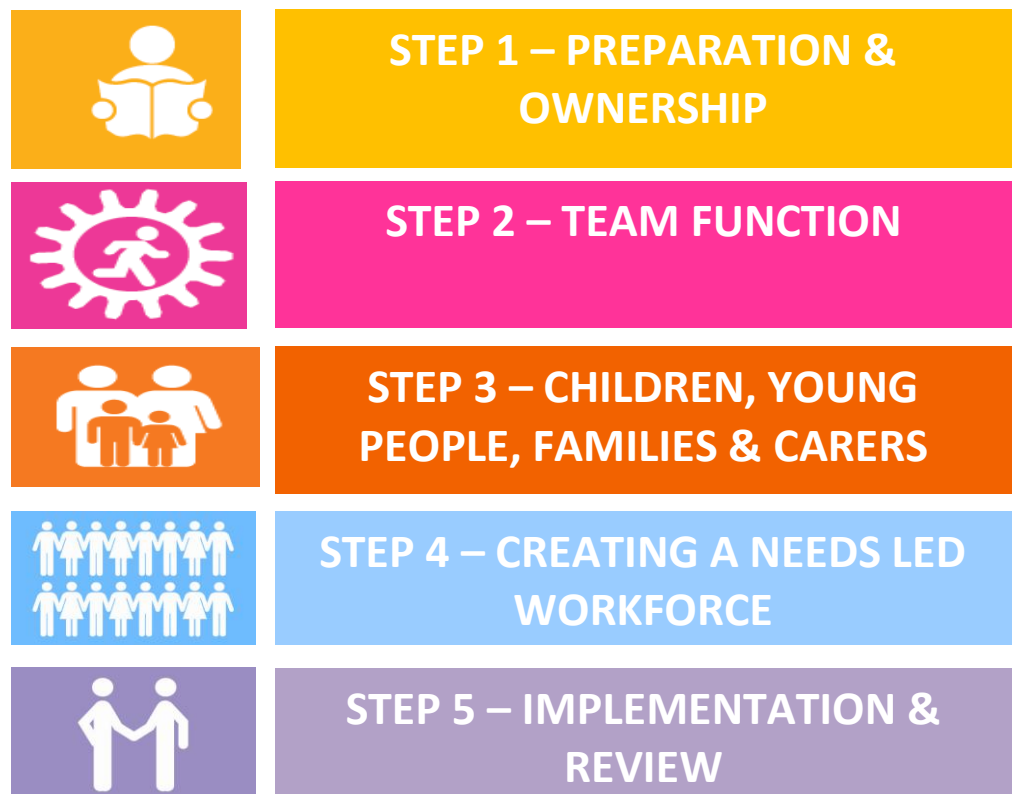 STEP 1 – PREPARATION &
OWNERSHIP
STEP 2 – TEAM FUNCTION
STEP 3 – CHILDREN, YOUNG
PEOPLE, FAMILIES & CARERS
STEP 4 – CREATING A NEEDS LED
WORKFORCE
STEP 5 – IMPLEMENTATION &
REVIEW